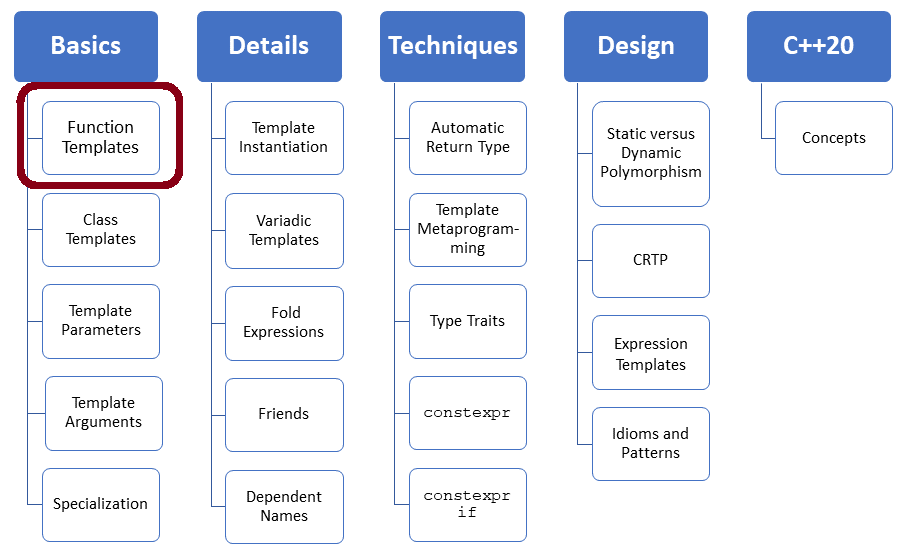 Basics
Function
Templates
Class
Templates
Template
Parameters
Template
Arguments
Specialization
Details
Template
Instantiation
Variadic
Templates
Fold
Expressions
Friends
Dependent
Names
Techniques
Automatic
Return Type
Template
Metaprogram-
ming
Type Traits
constexpr
constexpr
if
Design
Static versus
Dynamic
Polymorphism
CRTP
Expression
Templates
Idioms and
Patterns
C++20
Concepts